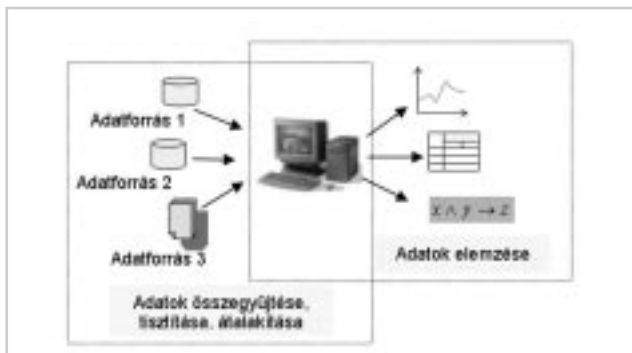 Adatforrás 1
Adatforrás 2
Adatforrás 3
Adatok összegyűjtése,
tisztítása, átalakítása
x ∧ y → z
Adatok elemzése